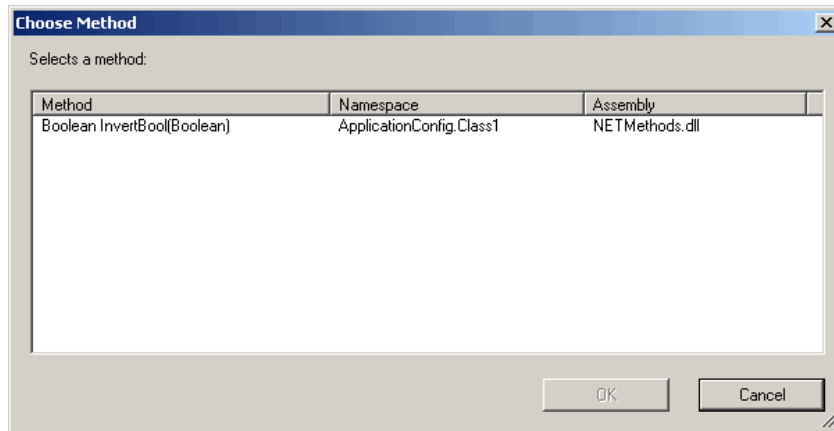 Choose Method
Selects a method:
Method Namespace Assembly
Boolean InvertBool(Boolean) ApplicationConfig.Class1 NETMethods.dll
OK Cancel